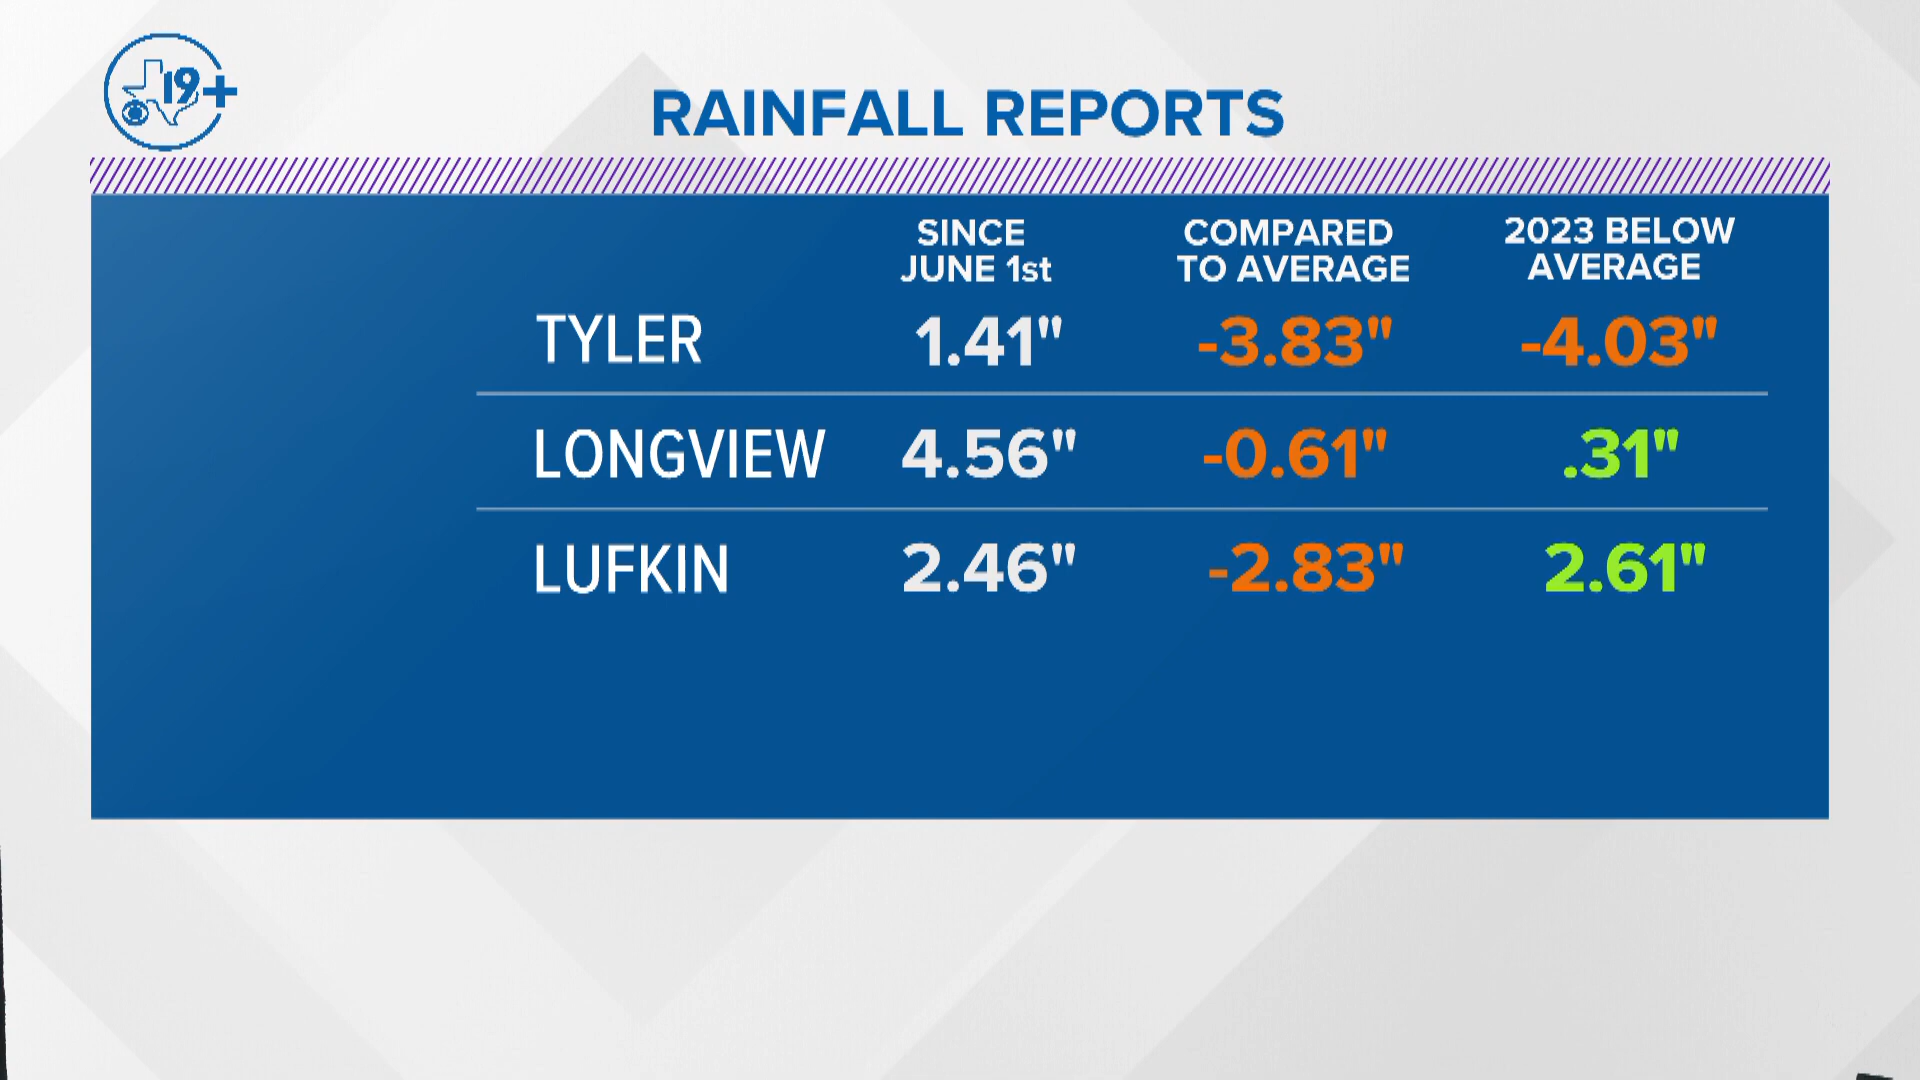 19+
RAINFALL REPORTS
SINCE JUNE 1st COMPARED TO AVERAGE 2023 BELOW AVERAGE
TYLER 1.41" -3.83" -4.03"
LONGVIEW 4.56" -0.61" .31"
LUFKIN 2.46" -2.83" 2.61"